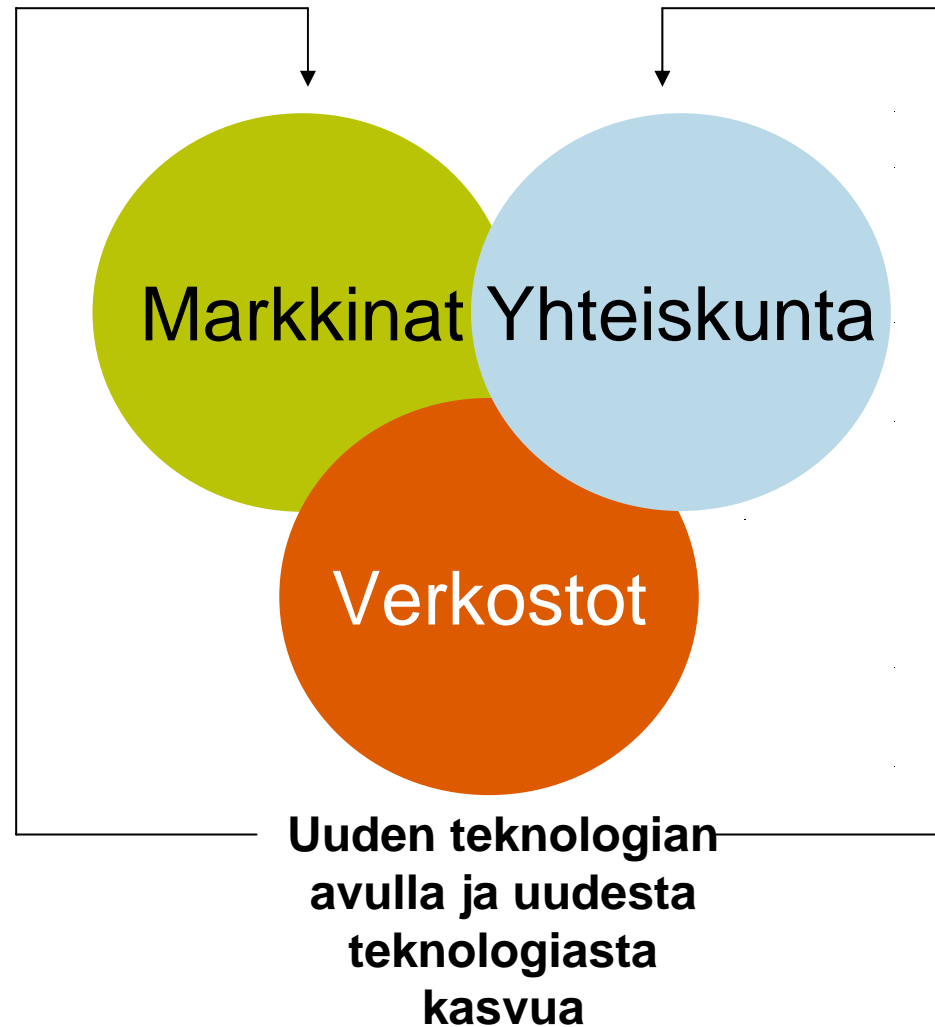 Markkinat
Yhteiskunta
Verkostot
Uuden teknologian
avulla ja uudesta
teknologiasta
kasvua